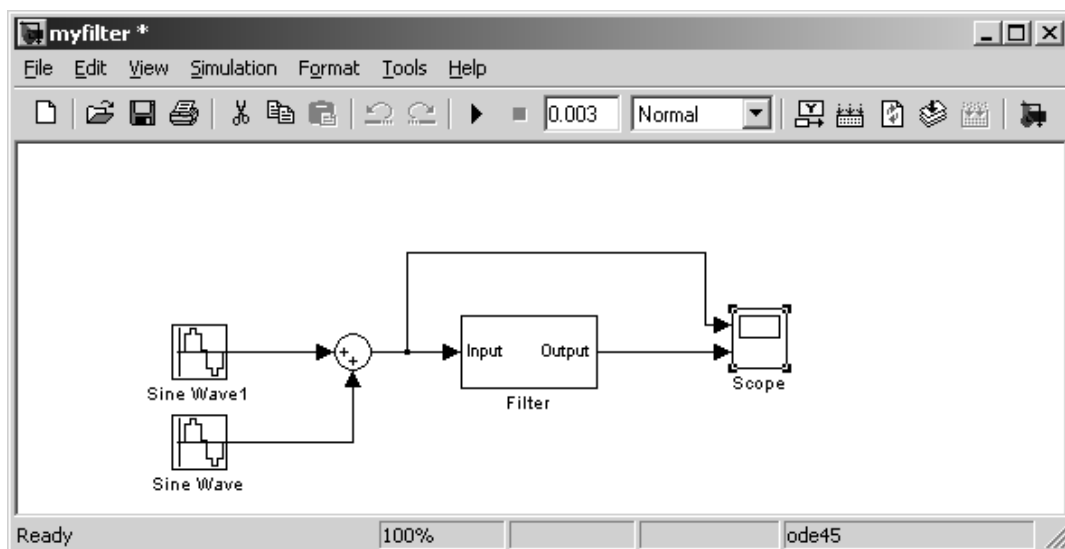 myfilter *
File Edit View Simulation Format Tools Help
0.003 Normal
Input Output
Sine Wave1
Filter
Scope
Sine Wave
Ready 100% ode45